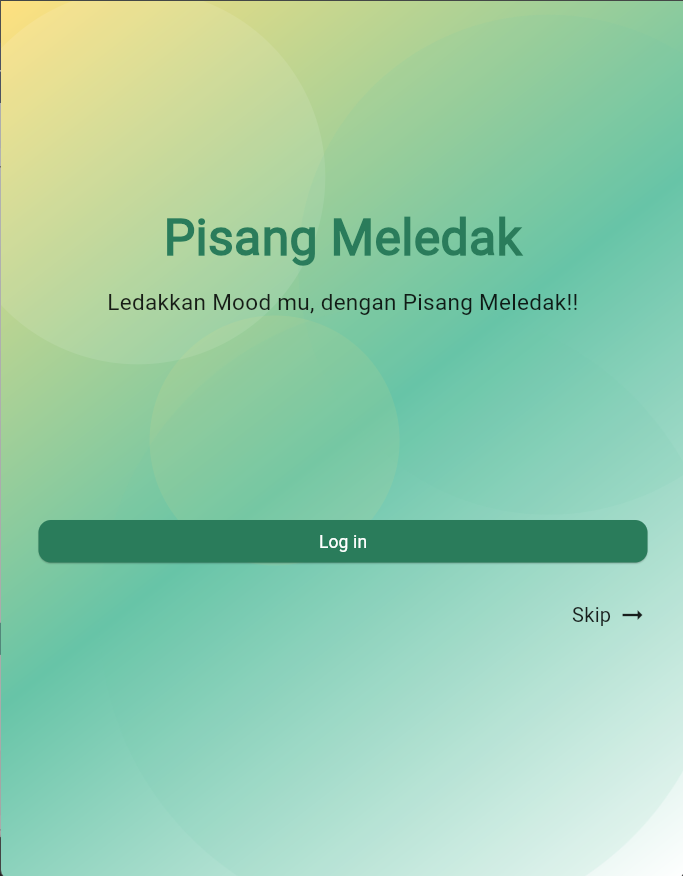 Pisang Meledak
Ledakkan Mood mu, dengan Pisang Meledak!!
Log in
Skip →